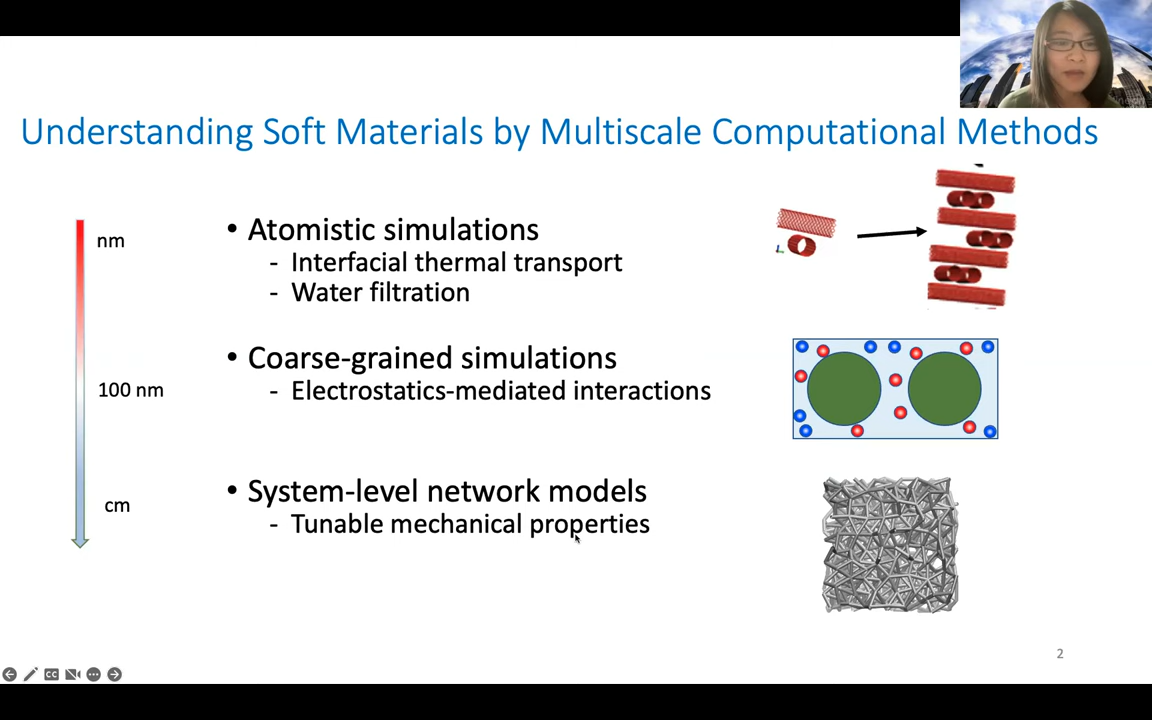 Understanding Soft Materials by Multiscale Computational Methods
nm
• Atomistic simulations
- Interfacial thermal transport
- Water filtration
• Coarse-grained simulations
100 nm
- Electrostatics-mediated interactions
• System-level network models
cm
- Tunable mechanical properties
2
CC